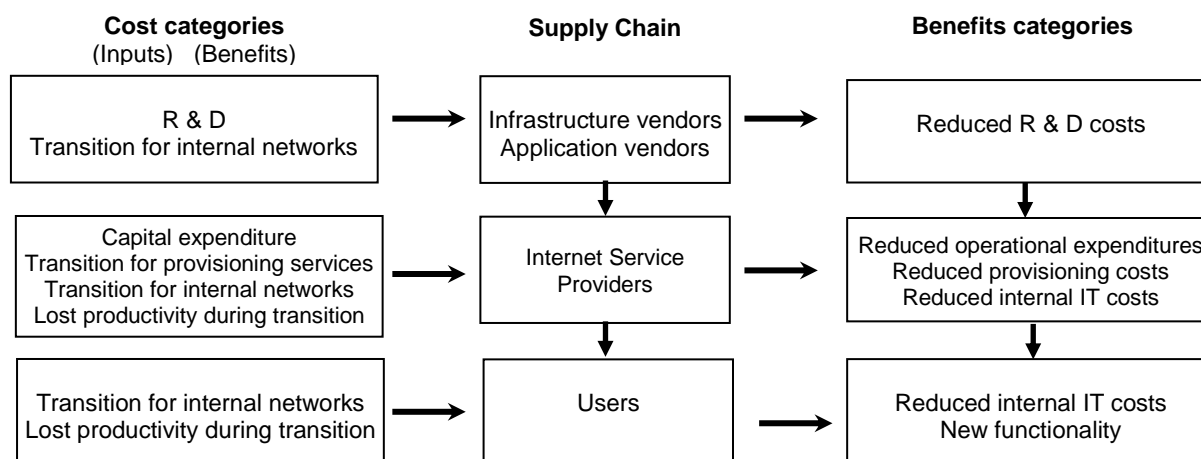 Cost categories
(Inputs) (Benefits)
Supply Chain
Benefits categories
R & D
Transition for internal networks
Infrastructure vendors
Application vendors
Reduced R & D costs
Capital expenditure
Transition for provisioning services
Transition for internal networks
Lost productivity during transition
Internet Service
Providers
Reduced operational expenditures
Reduced provisioning costs
Reduced internal IT costs
Transition for internal networks
Lost productivity during transition
Users
Reduced internal IT costs
New functionality